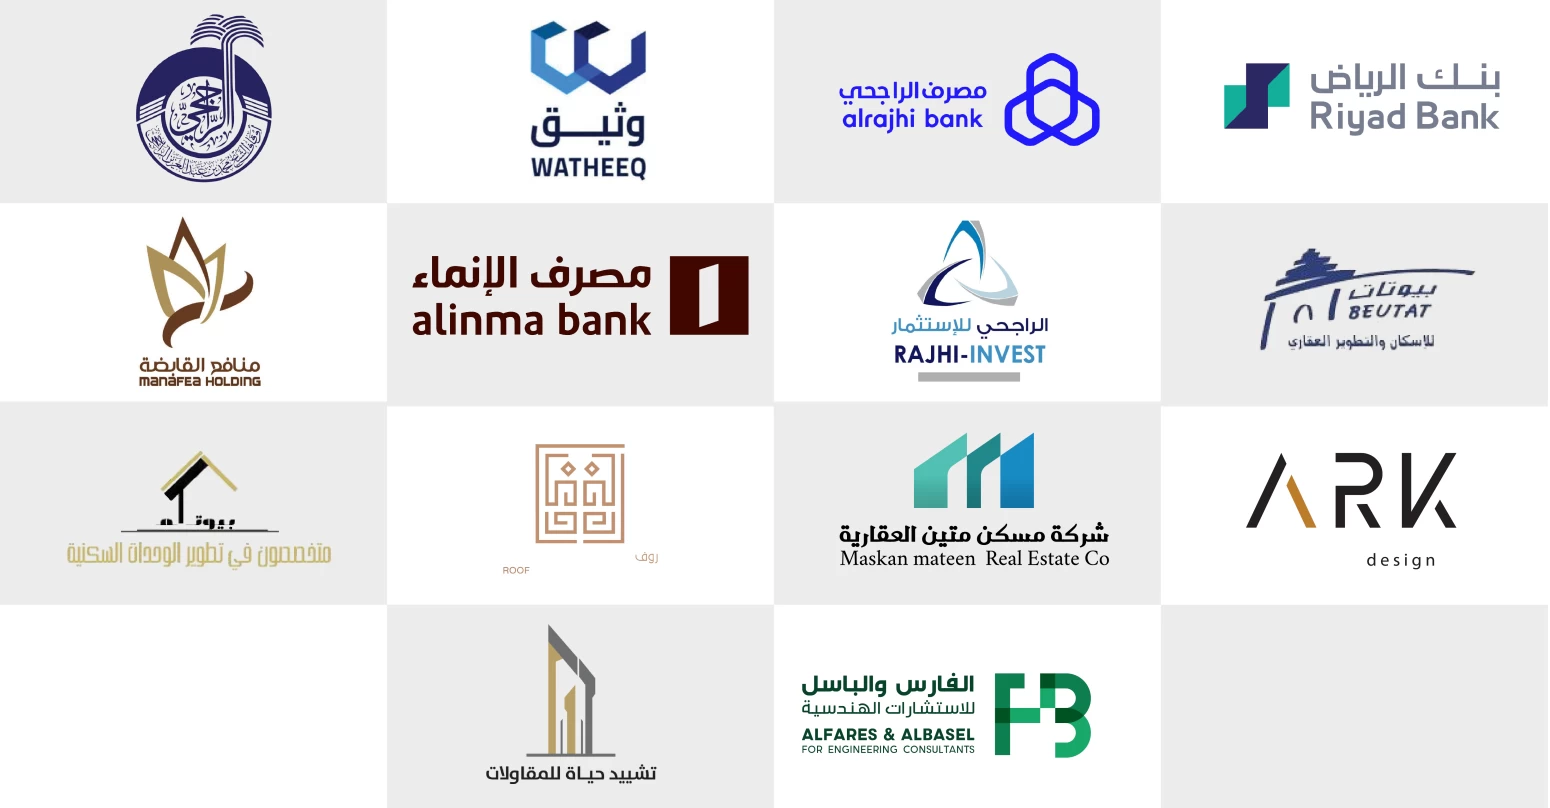 الراجحي
وثيق
WATHEEQ
مصرف الراجحي
alrajhi bank
بنك الرياض
Riyad Bank
منافع القابضة
manafea HOLDING
مصرف الإنماء
alinma bank
الراجحي للإستثمار
RAJHI-INVEST
بيوتات
BEUTAT
للإسكان والتطوير العقاري
متخصصون في تطوير الوحدات السكنية
روف
ROOF
شركة مسكن متين العقارية
Maskan mateen Real Estate Co
ARK
design
تشييد حياة للمقاولات
الفارس والباسل
للاستشارات الهندسية
ALFARES & ALBASEL
FOR ENGINEERING CONSULTANTS